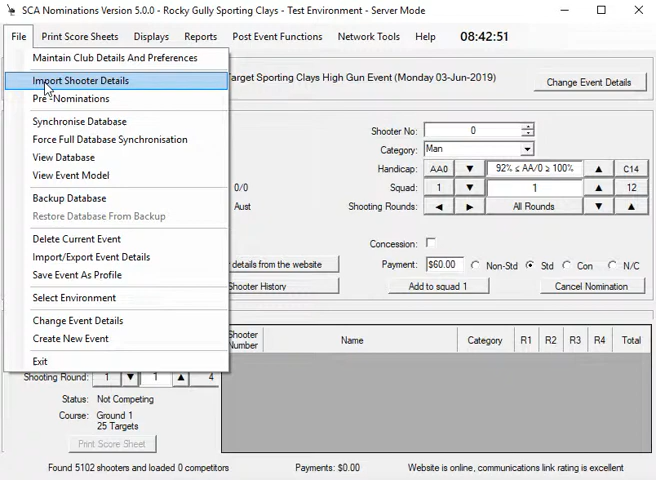 SCA Nominations Version 5.0.0 - Rocky Gully Sporting Clays - Test Environment - Server Mode
File Print Score Sheets Displays Reports Post Event Functions Network Tools Help 08:42:51
Maintain Club Details And Preferences
Import Shooter Details
Pre -Nominations
Synchronise Database
Force Full Database Synchronisation
View Database
View Event Model
Backup Database
Restore Database From Backup
Delete Current Event
Import/Export Event Details
Save Event As Profile
Select Environment
Change Event Details
Create New Event
Exit
Target Sporting Clays High Gun Event (Monday 03-Jun-2019) Change Event Details
Shooter No: 0
Category: Man
Handicap: AA0 ▼ 92% ≤ AA/0 ≥ 100% ▲ C14
0/0 Squad: 1 ▼ 1 ▲ 12
Aust Shooting Rounds: ◄ ► All Rounds ▼ ▲
Concession:
details from the website Payment: $60.00 Non-Std Std Con N/C
Shooter History Add to squad 1 Cancel Nomination
Shooter Number Name Category R1 R2 R3 R4 Total
Shooting Round: 1 ▼ 1 ▲ 4
Status: Not Competing
Course: Ground 1
25 Targets
Print Score Sheet
Found 5102 shooters and loaded 0 competitors Payments: $0.00 Website is online, communications link rating is excellent